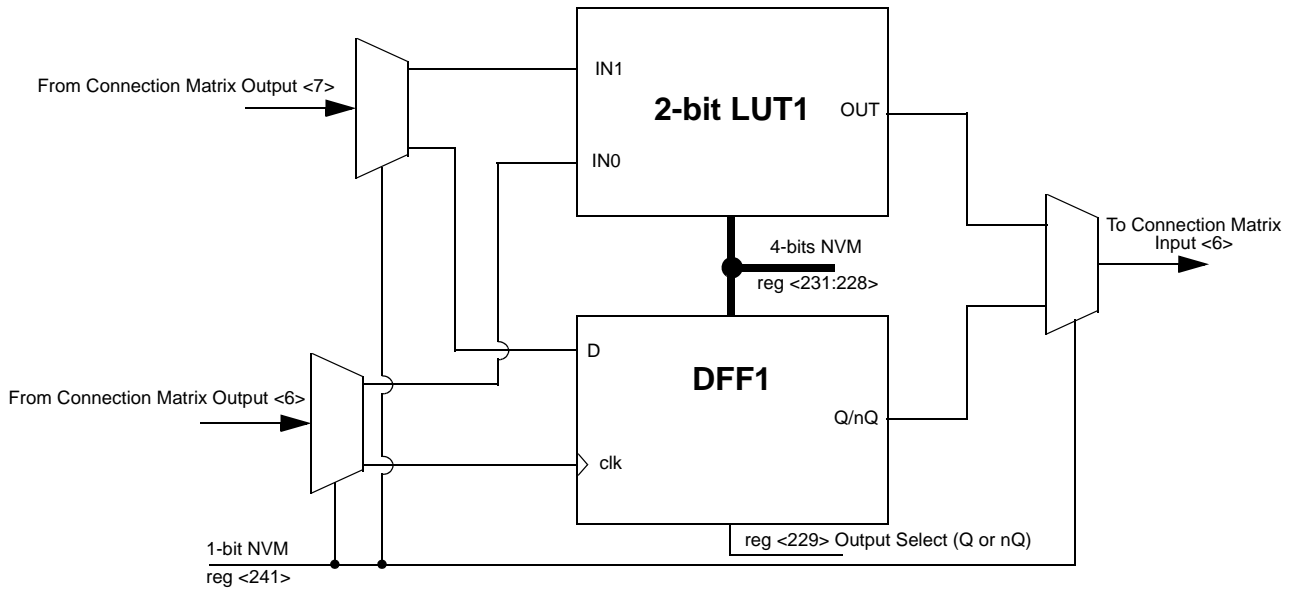 From Connection Matrix Output <7>
IN1
2-bit LUT1
OUT
IN0
To Connection Matrix
Input <6>
4-bits NVM
reg <231:228>
D
DFF1
From Connection Matrix Output <6>
Q/nQ
clk
reg <229> Output Select (Q or nQ)
1-bit NVM
reg <241>